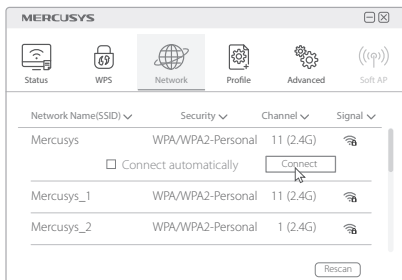 MERCUSYS
Status WPS Network Profile Advanced Soft AP
Network Name(SSID) Security Channel Signal
Mercusys WPA/WPA2-Personal 11 (2.4G)
Connect automatically Connect
Mercusys_1 WPA/WPA2-Personal 11 (2.4G)
Mercusys_2 WPA/WPA2-Personal 1 (2.4G)
Rescan